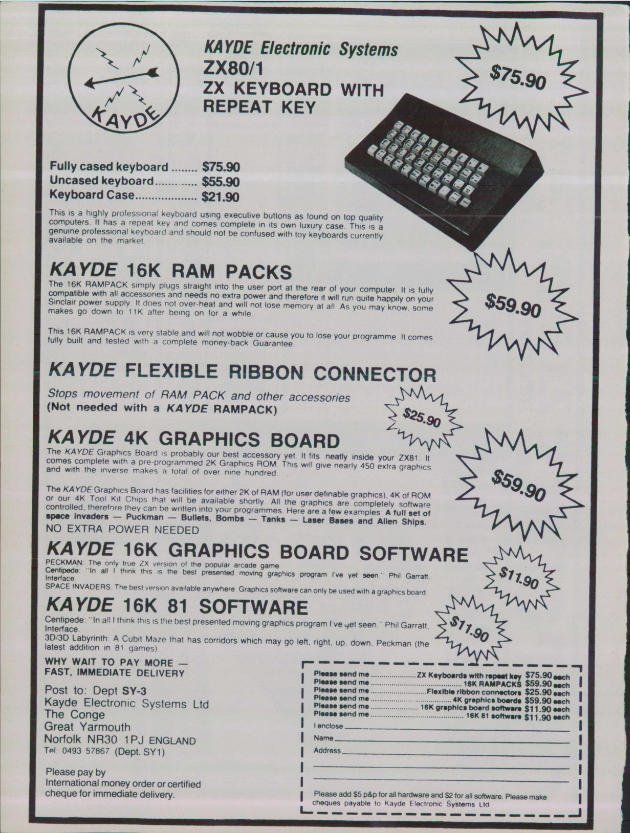 KAYDE
KAYDE Electronic Systems
ZX80/1
ZX KEYBOARD WITH
REPEAT KEY
$75.90
Fully cased keyboard ........ $75.90
Uncased keyboard............. $55.90
Keyboard Case................... $21.90
This is a highly professional keyboard using executive buttons as found on top quality
computers. It has a repeat key and comes complete in its own luxury case. This is a
genuine professional keyboard and should not be confused with toy keyboards currently
available on the market
KAYDE 16K RAM PACKS
The 16K RAMPACK simply plugs straight into the user port at the rear of your computer. It is fully
compatible with all accessories and needs no extra power and therefore it will run quite happily on your
Sinclair power supply. It does not over-heat and will not lose memory at all. As you may know, some
makes go down to 11K after being on for a while.
$59.90
This 16K RAMPACK is very stable and will not wobble or cause you to lose your programme. It comes
fully built and tested with a complete money-back Guarantee.
KAYDE FLEXIBLE RIBBON CONNECTOR
Stops movement of RAM PACK and other accessories
(Not needed with a KAYDE RAMPACK)
$25.90
KAYDE 4K GRAPHICS BOARD
The KAYDE Graphics Board is probably our best accessory yet. It fits neatly inside your ZX81. It
comes complete with a pre-programmed 2K Graphics ROM. This will give nearly 450 extra graphics
and with the inverse makes a total of over nine hundred.
$59.90
The KAYDE Graphics Board has facilities for either 2K of RAM (for user definable graphics), 4K of ROM
or our 4K Tool Kit Chips that will be available shortly. All the graphics are completely software
controlled, therefore they can be written into your programmes. Here are a few examples. A full set of
space invaders — Puckman — Bullets, Bombs — Tanks — Laser Bases and Alien Ships.
NO EXTRA POWER NEEDED
KAYDE 16K GRAPHICS BOARD SOFTWARE
PECKMAN: The only true ZX version of the popular arcade game
Centipede: "In all I think this is the best presented moving graphics program I've yet seen." Phil Garratt,
Interface.
SPACE INVADERS: The best version available anywhere. Graphics software can only be used with a graphics board
$11.90
KAYDE 16K 81 SOFTWARE
Centipede: "In all I think this is the best presented moving graphics program I've yet seen." Phil Garratt,
Interface.
3D/3D Labyrinth: A Cubit Maze that has corridors which may go left, right, up, down. Peckman (the
latest addition in 81 games).
$11.90
WHY WAIT TO PAY MORE —
FAST, IMMEDIATE DELIVERY
Post to: Dept SY-3
Kayde Electronic Systems Ltd
The Conge
Great Yarmouth
Norfolk NR30 1PJ ENGLAND
Tel: 0493 57867 (Dept. SY1)
Please pay by
International money order or certified
cheque for immediate delivery.
Please send me ................ ZX Keyboards with repeat key $75.90 each
Please send me ................ 16K RAMPACKS $59.90 each
Please send me ................ Flexible ribbon connectors $25.90 each
Please send me ................ 4K graphics boards $59.90 each
Please send me ................ 16K graphics board software $11.90 each
Please send me ................ 16K 81 software $11.90 each
I enclose
Name
Address
Please add $5 p&p for all hardware and $2 for all software. Please make
cheques payable to Kayde Electronic Systems Ltd